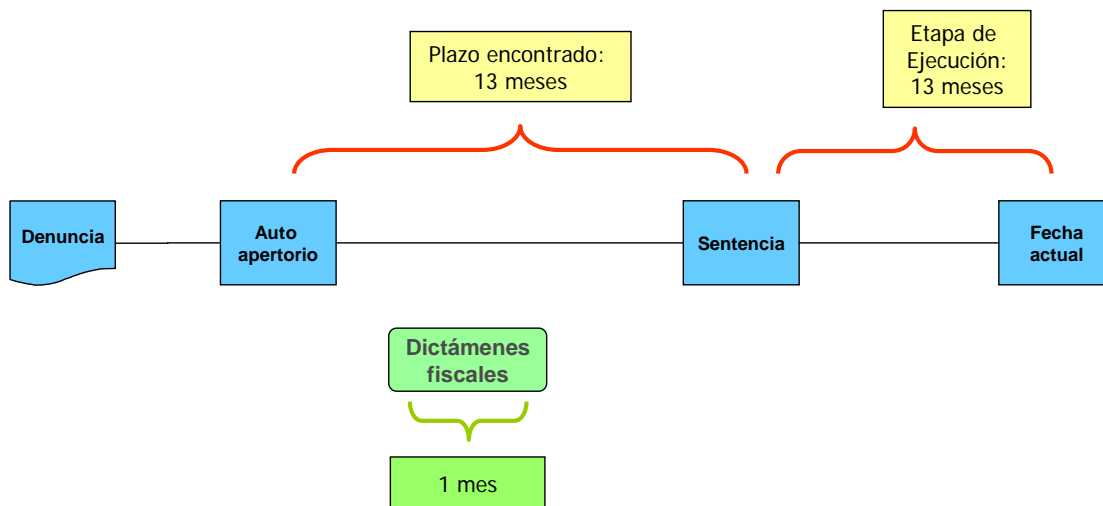 Plazo encontrado:
13 meses
Etapa de
Ejecución:
13 meses
Denuncia
Auto
apertorio
Sentencia
Fecha
actual
Dictámenes
fiscales
1 mes